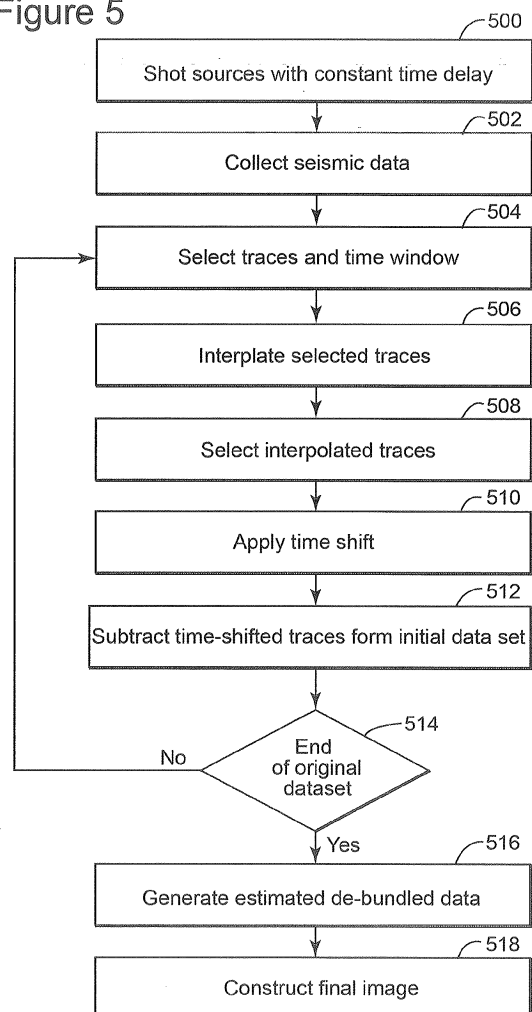 Figure 5
500
Shot sources with constant time delay
502
Collect seismic data
504
Select traces and time window
506
Interplate selected traces
508
Select interpolated traces
510
Apply time shift
512
Subtract time-shifted traces form initial data set
514
End
of original
dataset
No
Yes
516
Generate estimated de-bundled data
518
Construct final image